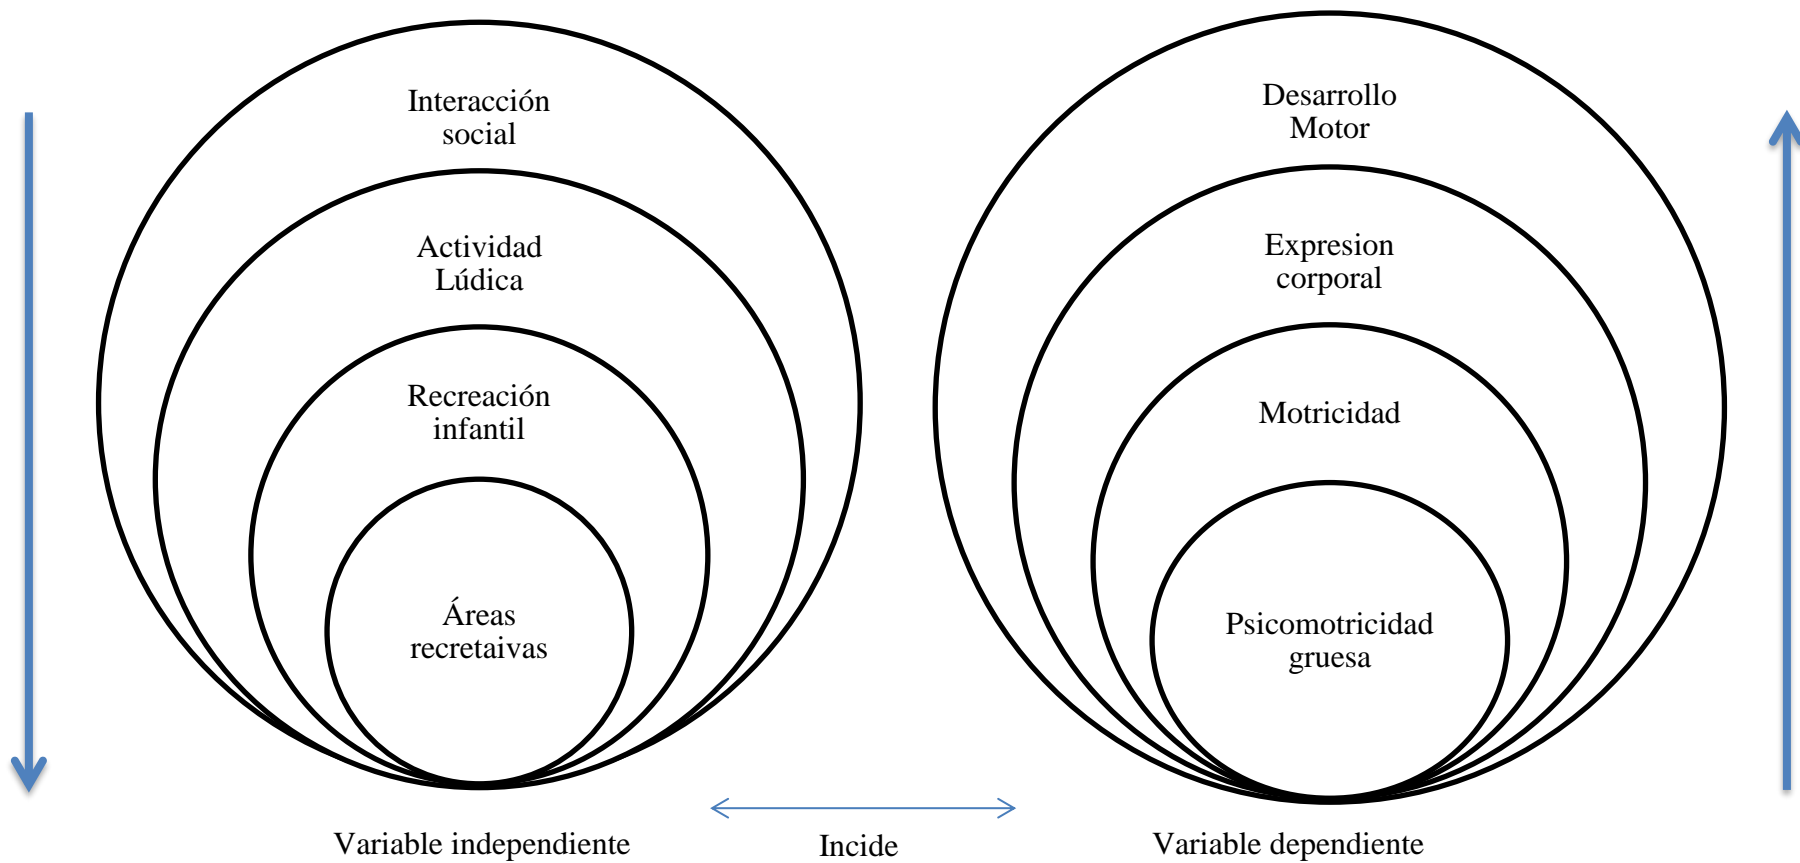 Interacción
social
Actividad
Lúdica
Recreación
infantil
Áreas
recretaivas
Desarrollo
Motor
Expresion
corporal
Motricidad
Psicomotricidad
gruesa
Variable independiente
Incide
Variable dependiente